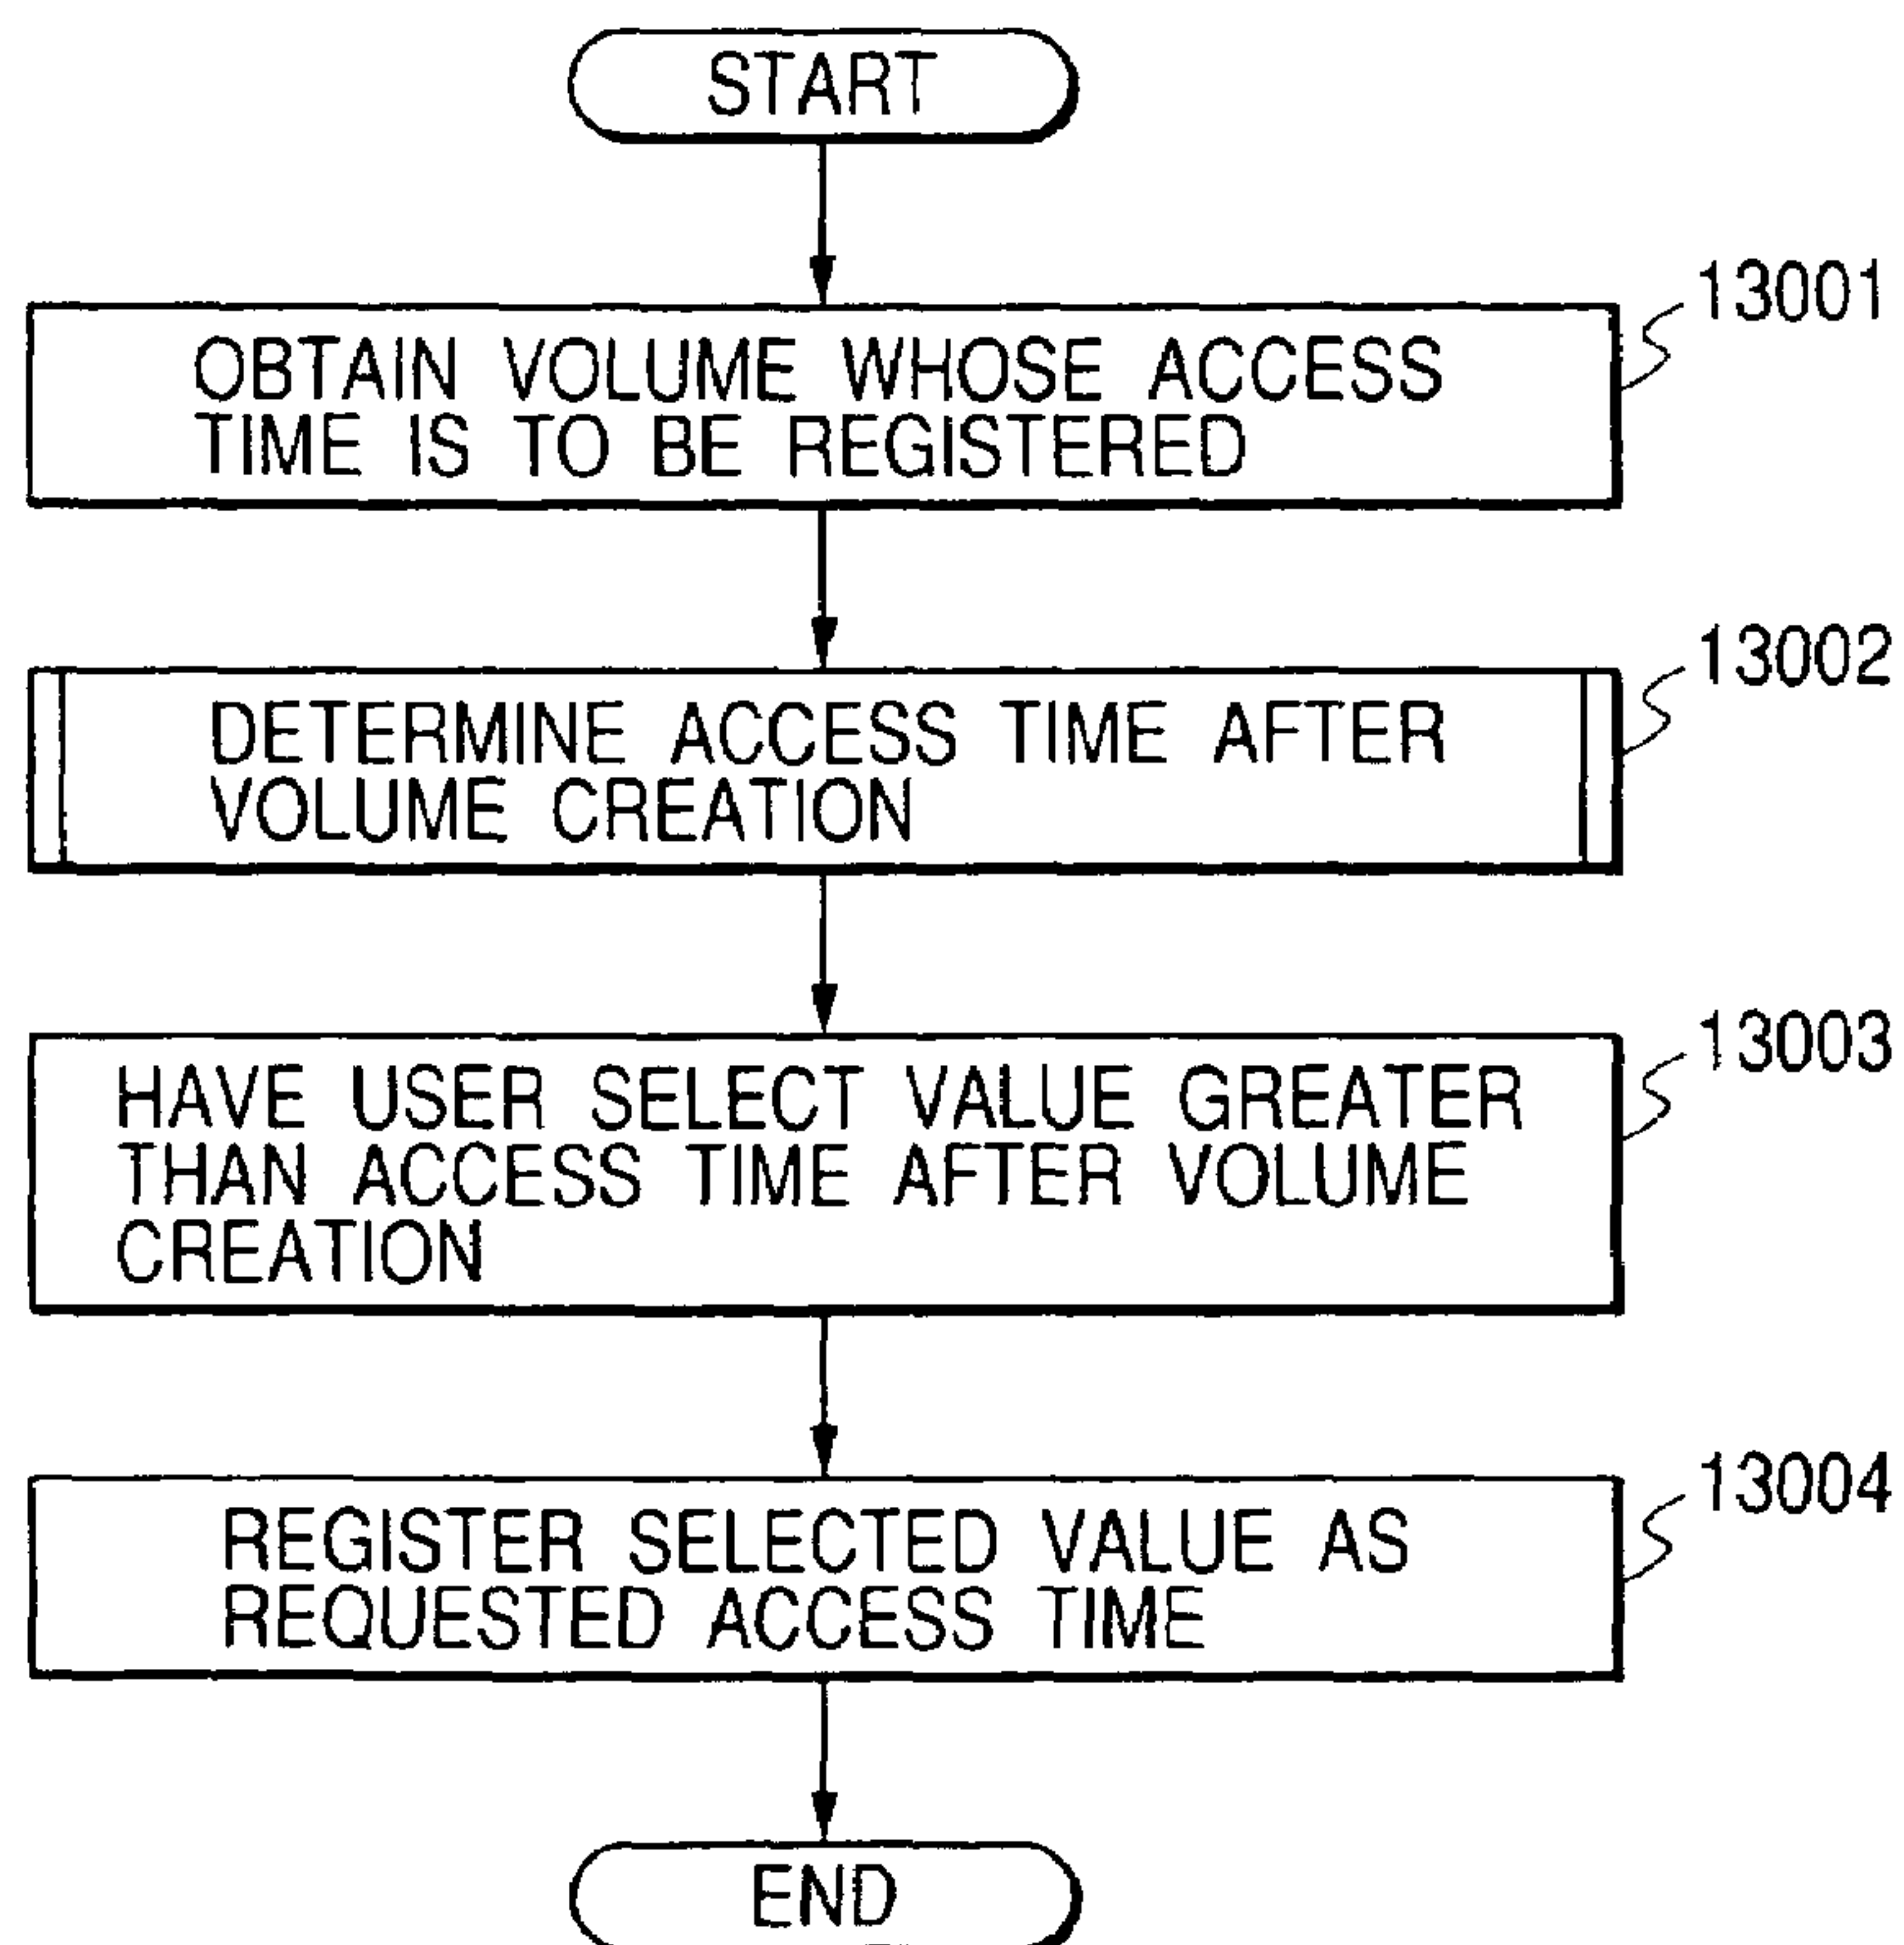 START
13001
OBTAIN VOLUME WHOSE ACCESS
TIME IS TO BE REGISTERED
13002
DETERMINE ACCESS TIME AFTER
VOLUME CREATION
13003
HAVE USER SELECT VALUE GREATER
THAN ACCESS TIME AFTER VOLUME
CREATION
13004
REGISTER SELECTED VALUE AS
REQUESTED ACCESS TIME
END